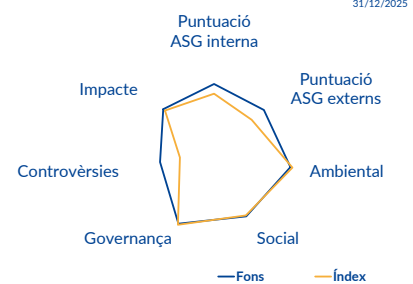 31/12/2025
Puntuació
ASG interna
Puntuació
ASG externs
Impacte
Ambiental
Controvèrsies
Social
Governança
Fons
Índex